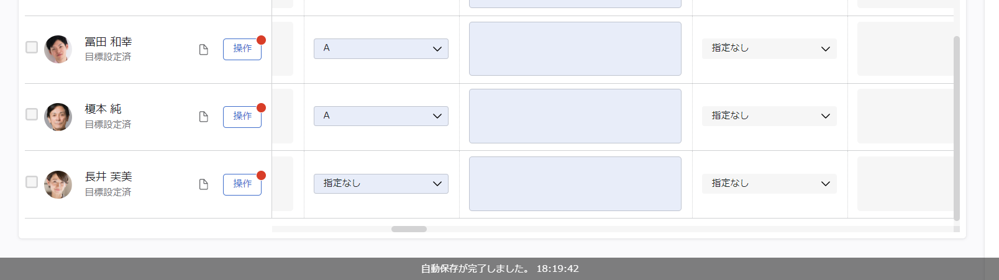 冨田 和幸
目標設定済
操作
A
指定なし
榎本 純
目標設定済
操作
A
指定なし
長井 芙美
目標設定済
操作
指定なし
指定なし
自動保存が完了しました。 18:19:42